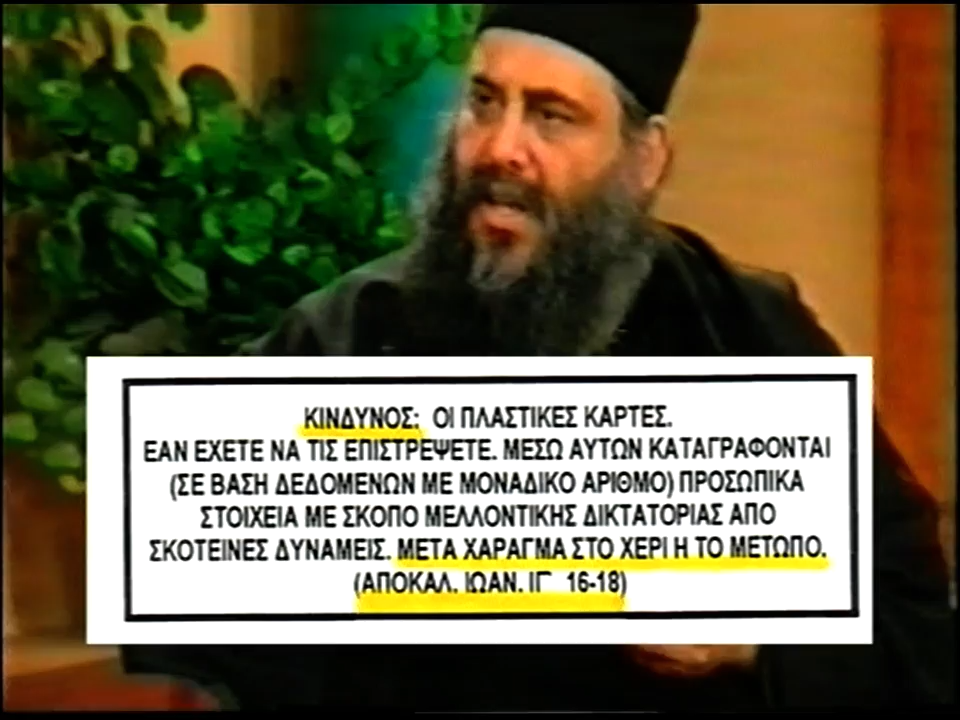 ΚΙΝΔΥΝΟΣ: ΟΙ ΠΛΑΣΤΙΚΕΣ ΚΑΡΤΕΣ.
ΕΑΝ ΕΧΕΤΕ ΝΑ ΤΙΣ ΕΠΙΣΤΡΕΨΕΤΕ. ΜΕΣΩ ΑΥΤΩΝ ΚΑΤΑΓΡΑΦΟΝΤΑΙ
(ΣΕ ΒΑΣΗ ΔΕΔΟΜΕΝΩΝ ΜΕ ΜΟΝΑΔΙΚΟ ΑΡΙΘΜΟ) ΠΡΟΣΩΠΙΚΑ
ΣΤΟΙΧΕΙΑ ΜΕ ΣΚΟΠΟ ΜΕΛΛΟΝΤΙΚΗΣ ΔΙΚΤΑΤΟΡΙΑΣ ΑΠΟ
ΣΚΟΤΕΙΝΕΣ ΔΥΝΑΜΕΙΣ. ΜΕΤΑ ΧΑΡΑΓΜΑ ΣΤΟ ΧΕΡΙ Η ΤΟ ΜΕΤΩΠΟ.
(ΑΠΟΚΑΛ. ΙΩΑΝ. ΙΓ΄ 16-18)